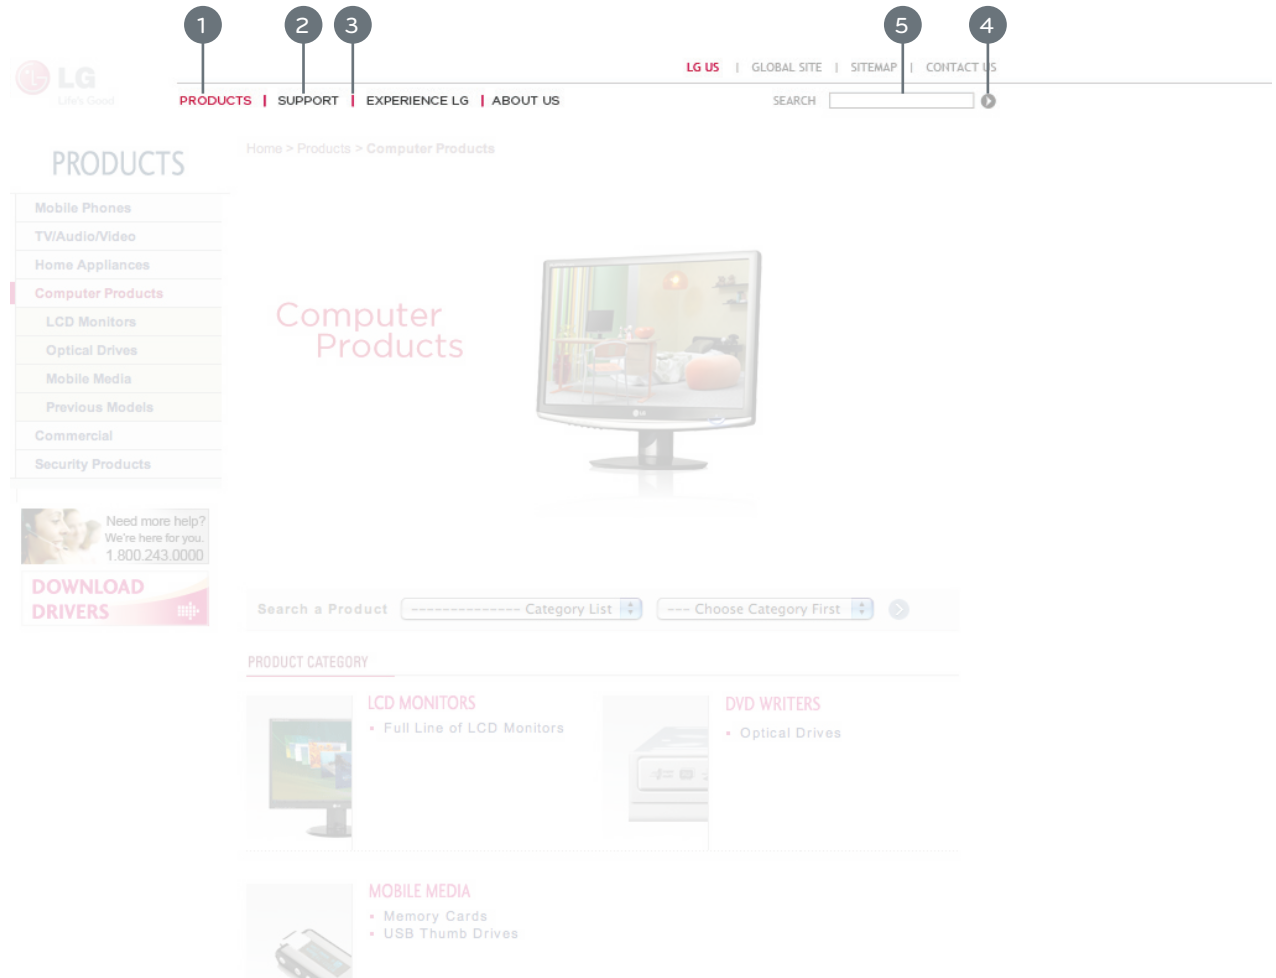 1 2 3 5 4
LG US | GLOBAL SITE | SITEMAP | CONTACT US
LG
Life's Good
PRODUCTS | SUPPORT | EXPERIENCE LG | ABOUT US
SEARCH
PRODUCTS
Home > Products > Computer Products
Mobile Phones
TV/Audio/Video
Home Appliances
Computer Products
LCD Monitors
Optical Drives
Mobile Media
Previous Models
Commercial
Security Products
Computer
Products
Need more help?
We're here for you.
1.800.243.0000
DOWNLOAD
DRIVERS
Search a Product -------------- Category List --- Choose Category First
PRODUCT CATEGORY
LCD MONITORS
Full Line of LCD Monitors
DVD WRITERS
Optical Drives
MOBILE MEDIA
Memory Cards
USB Thumb Drives